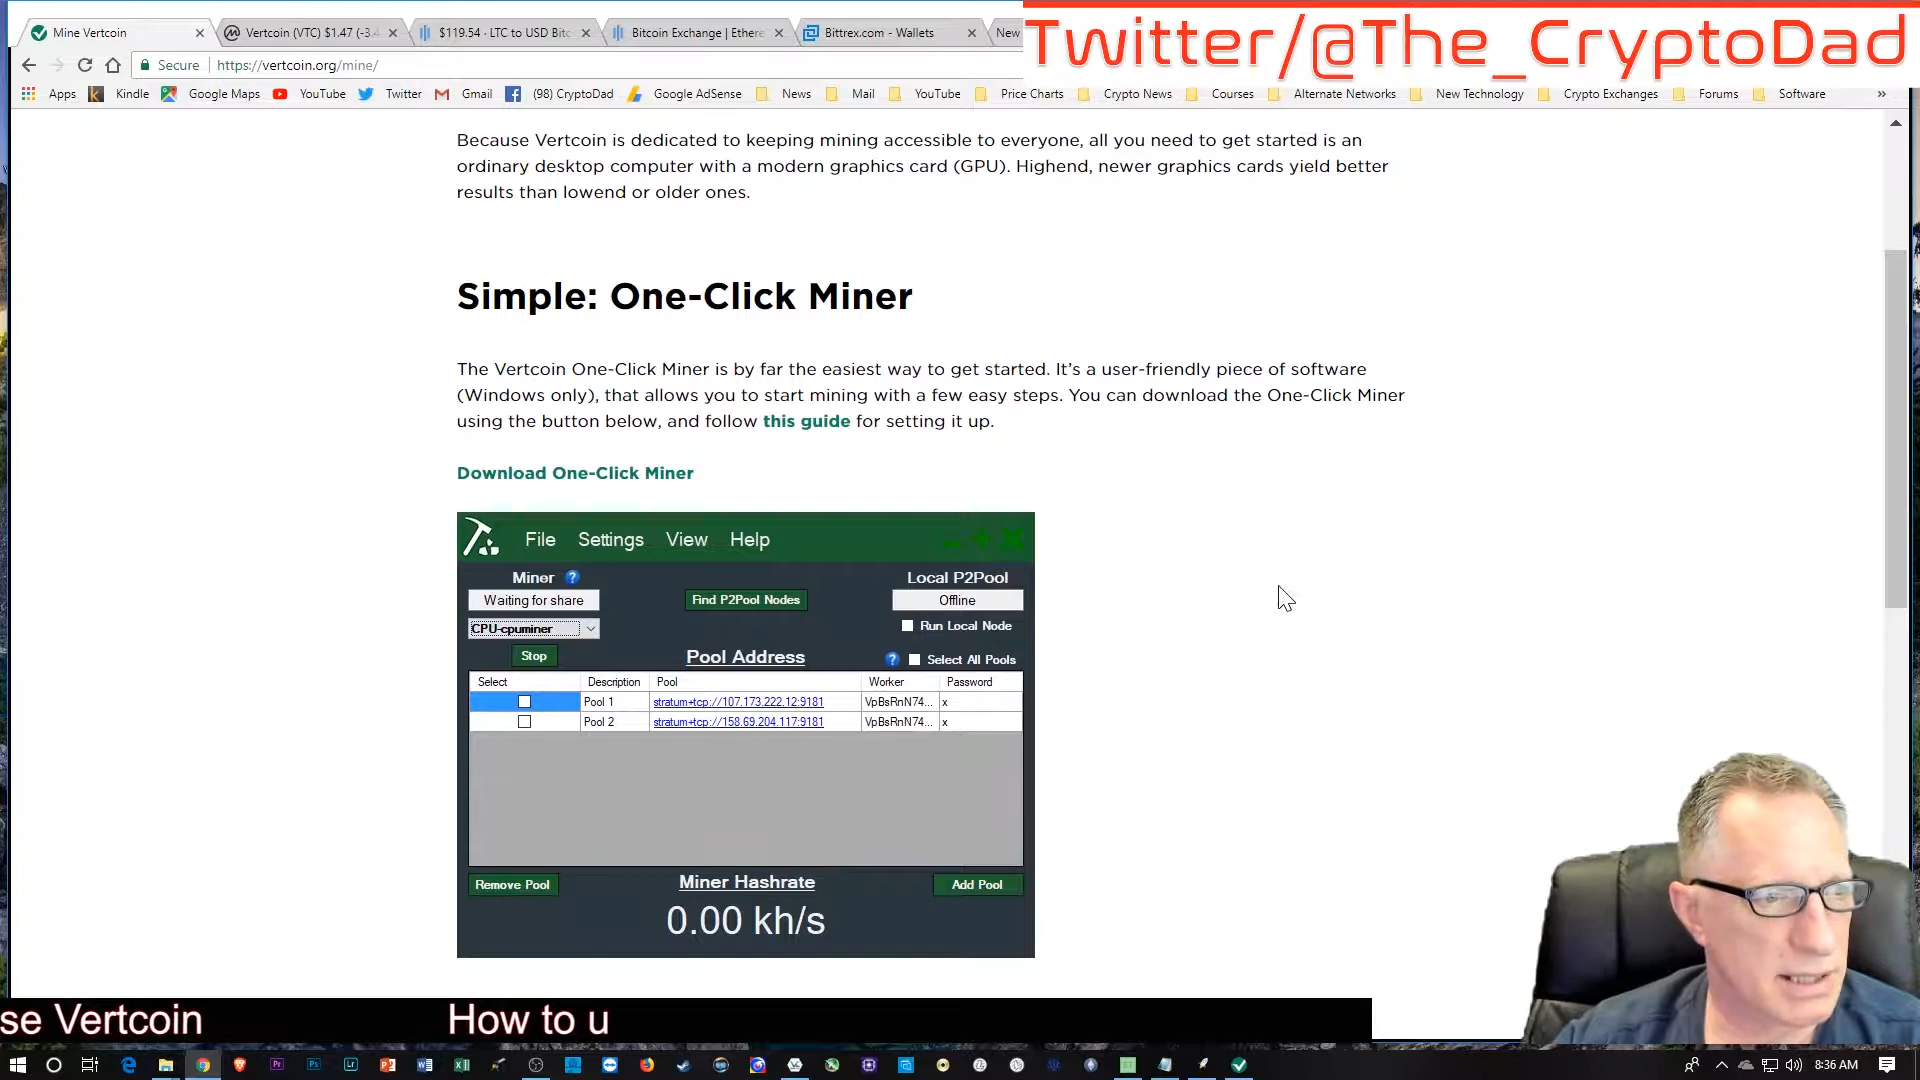 Mine Vertcoin
Vertcoin (VTC) $1.47 (-3.4
$119.54 · LTC to USD Bitc
Bitcoin Exchange | Ethere
Bittrex.com - Wallets
New
Twitter/@The_CryptoDad
Secure https://vertcoin.org/mine/
Apps Kindle Google Maps YouTube Twitter Gmail (98) CryptoDad Google AdSense News Mail YouTube Price Charts Crypto News Courses Alternate Networks New Technology Crypto Exchanges Forums Software »
Because Vertcoin is dedicated to keeping mining accessible to everyone, all you need to get started is an
ordinary desktop computer with a modern graphics card (GPU). Highend, newer graphics cards yield better
results than lowend or older ones.
Simple: One-Click Miner
The Vertcoin One-Click Miner is by far the easiest way to get started. It’s a user-friendly piece of software
(Windows only), that allows you to start mining with a few easy steps. You can download the One-Click Miner
using the button below, and follow this guide for setting it up.
Download One-Click Miner
File Settings View Help
Miner ? Local P2Pool
Waiting for share Find P2Pool Nodes Offline
CPU-cpuminer Run Local Node
Stop Pool Address ? Select All Pools
Select Description Pool Worker Password
Pool 1 stratum+tcp://107.173.222.12:9181 VpBsRnN74... x
Pool 2 stratum+tcp://158.69.204.117:9181 VpBsRnN74... x
Remove Pool Miner Hashrate Add Pool
0.00 kh/s
se Vertcoin How to u
8:36 AM